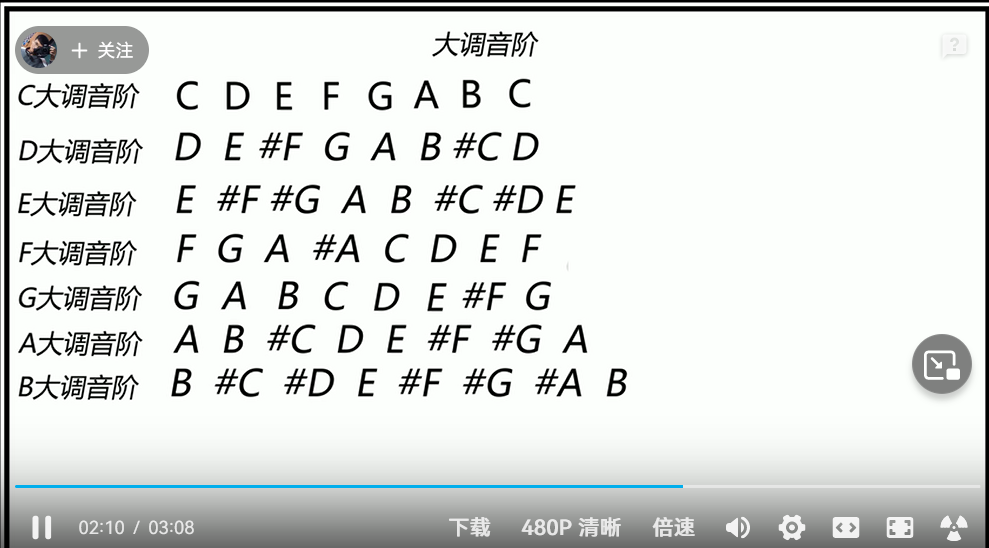 + 关注
大调音阶
C大调音阶 C D E F G A B C
D大调音阶 D E #F G A B #C D
E大调音阶 E #F #G A B #C #D E
F大调音阶 F G A #A C D E F
G大调音阶 G A B C D E #F G
A大调音阶 A B #C D E #F #G A
B大调音阶 B #C #D E #F #G #A B
02:10 / 03:08 下载 480P 清晰 倍速